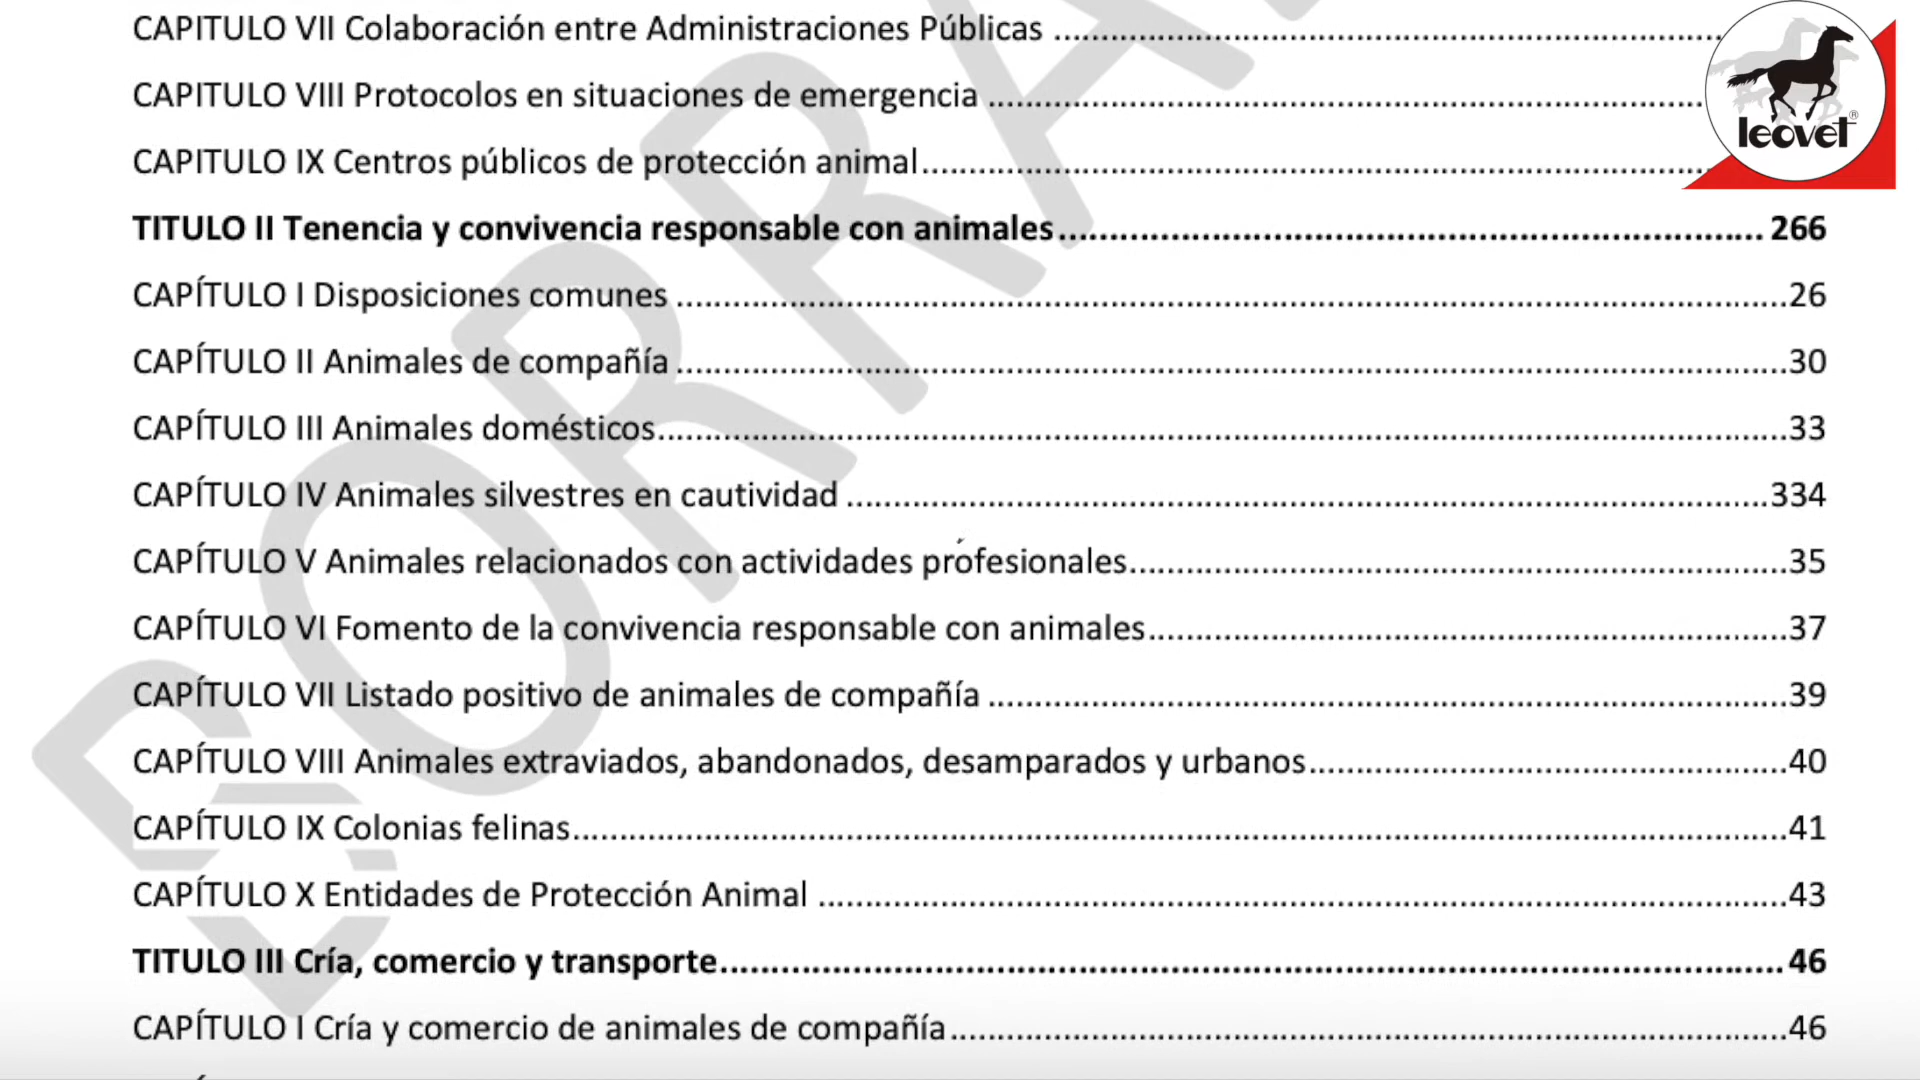 CAPITULO VII Colaboración entre Administraciones Públicas ..........
CAPITULO VIII Protocolos en situaciones de emergencia ..........
CAPITULO IX Centros públicos de protección animal..........
leovet®
TITULO II Tenencia y convivencia responsable con animales.......... 266
CAPÍTULO I Disposiciones comunes ..........26
CAPÍTULO II Animales de compañía ..........30
CAPÍTULO III Animales domésticos..........33
CAPÍTULO IV Animales silvestres en cautividad ..........334
CAPÍTULO V Animales relacionados con actividades profesionales..........35
CAPÍTULO VI Fomento de la convivencia responsable con animales..........37
CAPÍTULO VII Listado positivo de animales de compañía ..........39
CAPÍTULO VIII Animales extraviados, abandonados, desamparados y urbanos..........40
CAPÍTULO IX Colonias felinas..........41
CAPÍTULO X Entidades de Protección Animal ..........43
TITULO III Cría, comercio y transporte.......... 46
CAPÍTULO I Cría y comercio de animales de compañía..........46